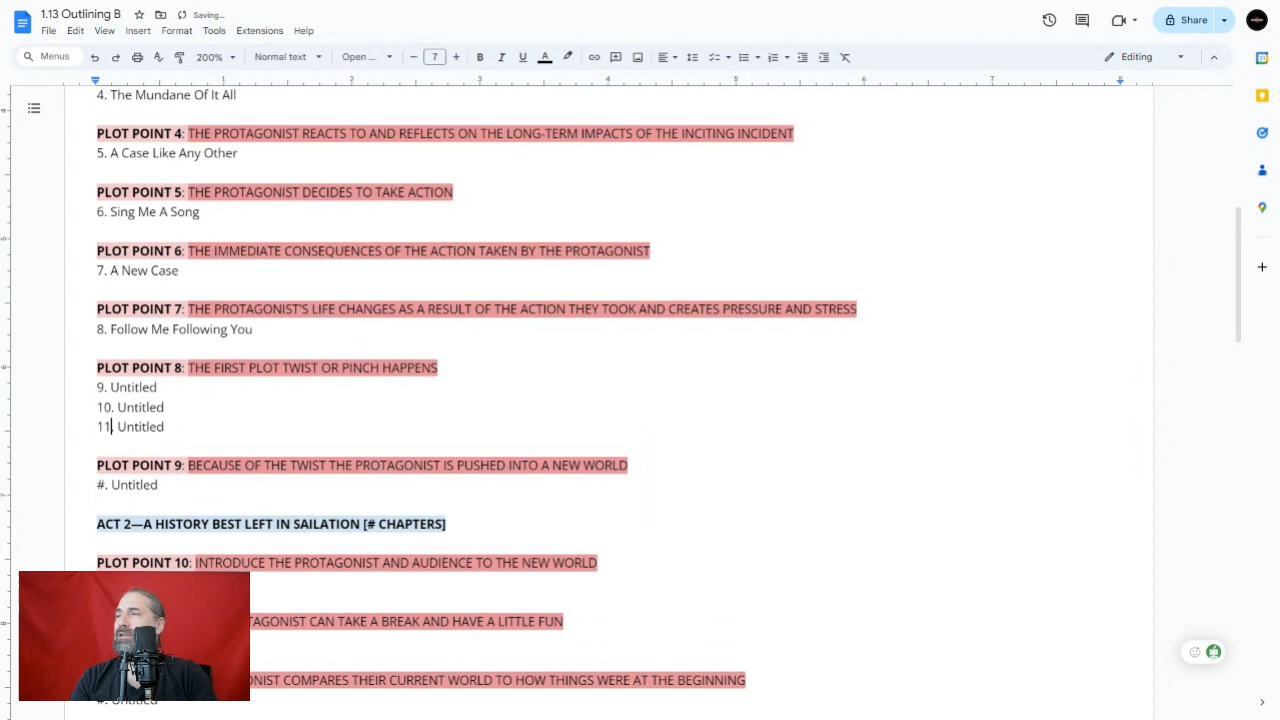 1.13 Outlining B
Saving...
File Edit View Insert Format Tools Extensions Help
Share
Menus 200% Normal text Open ... 7 B I U A Editing
1 2 3 4 5 6 7 8
4. The Mundane Of It All
PLOT POINT 4: THE PROTAGONIST REACTS TO AND REFLECTS ON THE LONG-TERM IMPACTS OF THE INCITING INCIDENT
5. A Case Like Any Other
PLOT POINT 5: THE PROTAGONIST DECIDES TO TAKE ACTION
6. Sing Me A Song
PLOT POINT 6: THE IMMEDIATE CONSEQUENCES OF THE ACTION TAKEN BY THE PROTAGONIST
7. A New Case
PLOT POINT 7: THE PROTAGONIST'S LIFE CHANGES AS A RESULT OF THE ACTION THEY TOOK AND CREATES PRESSURE AND STRESS
8. Follow Me Following You
PLOT POINT 8: THE FIRST PLOT TWIST OR PINCH HAPPENS
9. Untitled
10. Untitled
11. Untitled
PLOT POINT 9: BECAUSE OF THE TWIST THE PROTAGONIST IS PUSHED INTO A NEW WORLD
#. Untitled
ACT 2—A HISTORY BEST LEFT IN SAILATION [# CHAPTERS]
PLOT POINT 10: INTRODUCE THE PROTAGONIST AND AUDIENCE TO THE NEW WORLD
TAGONIST CAN TAKE A BREAK AND HAVE A LITTLE FUN
ONIST COMPARES THEIR CURRENT WORLD TO HOW THINGS WERE AT THE BEGINNING
#. Untitled